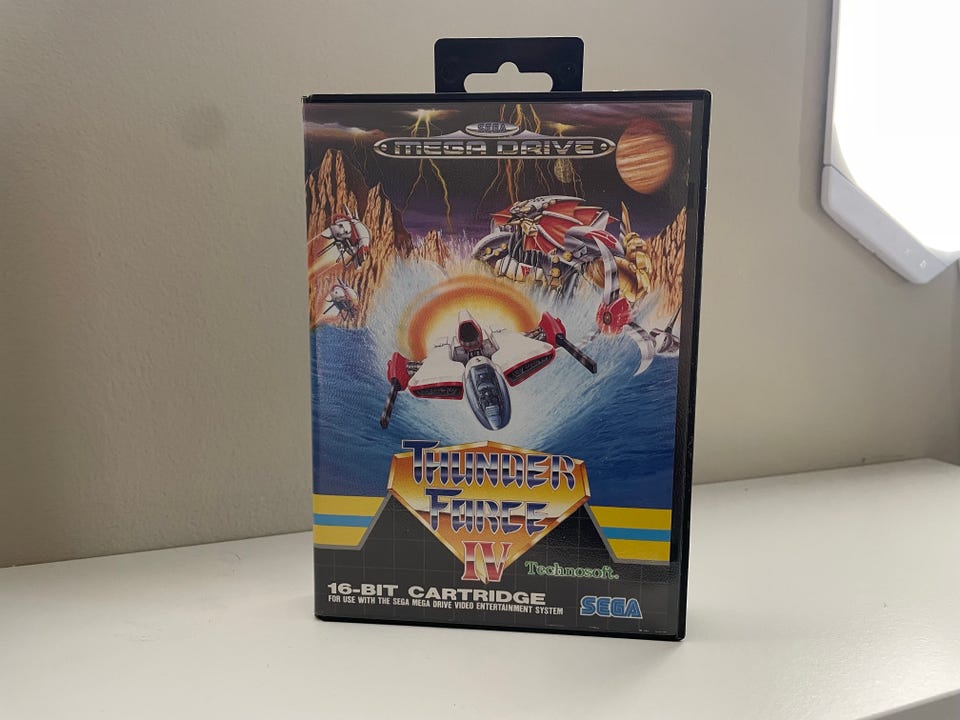 SEGA
MEGA DRIVE
THUNDER
FORCE
IV
Technosoft.
16-BIT CARTRIDGE
FOR USE WITH THE SEGA MEGA DRIVE VIDEO ENTERTAINMENT SYSTEM
SEGA